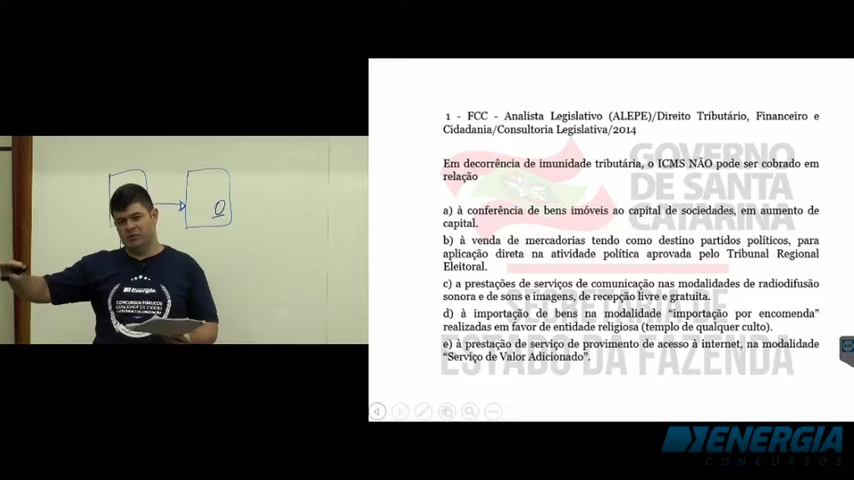 1 - FCC - Analista Legislativo (ALEPE)/Direito Tributário, Financeiro e
Cidadania/Consultoria Legislativa/2014
Em decorrência de imunidade tributária, o ICMS NÃO pode ser cobrado em
relação
a) à conferência de bens imóveis ao capital de sociedades, em aumento de
capital.
b) à venda de mercadorias tendo como destino partidos políticos, para
aplicação direta na atividade política aprovada pelo Tribunal Regional
Eleitoral.
c) a prestações de serviços de comunicação nas modalidades de radiodifusão
sonora e de sons e imagens, de recepção livre e gratuita.
d) à importação de bens na modalidade “importação por encomenda”
realizadas em favor de entidade religiosa (templo de qualquer culto).
e) à prestação de serviço de provimento de acesso à internet, na modalidade
“Serviço de Valor Adicionado”.
GOVERNO
DE SANTA
CATARINA
SECRETARIA DE
ESTADO DA FAZENDA
Energia
CONCURSOS PÚBLICOS
ENERGIA
CONCURSOS